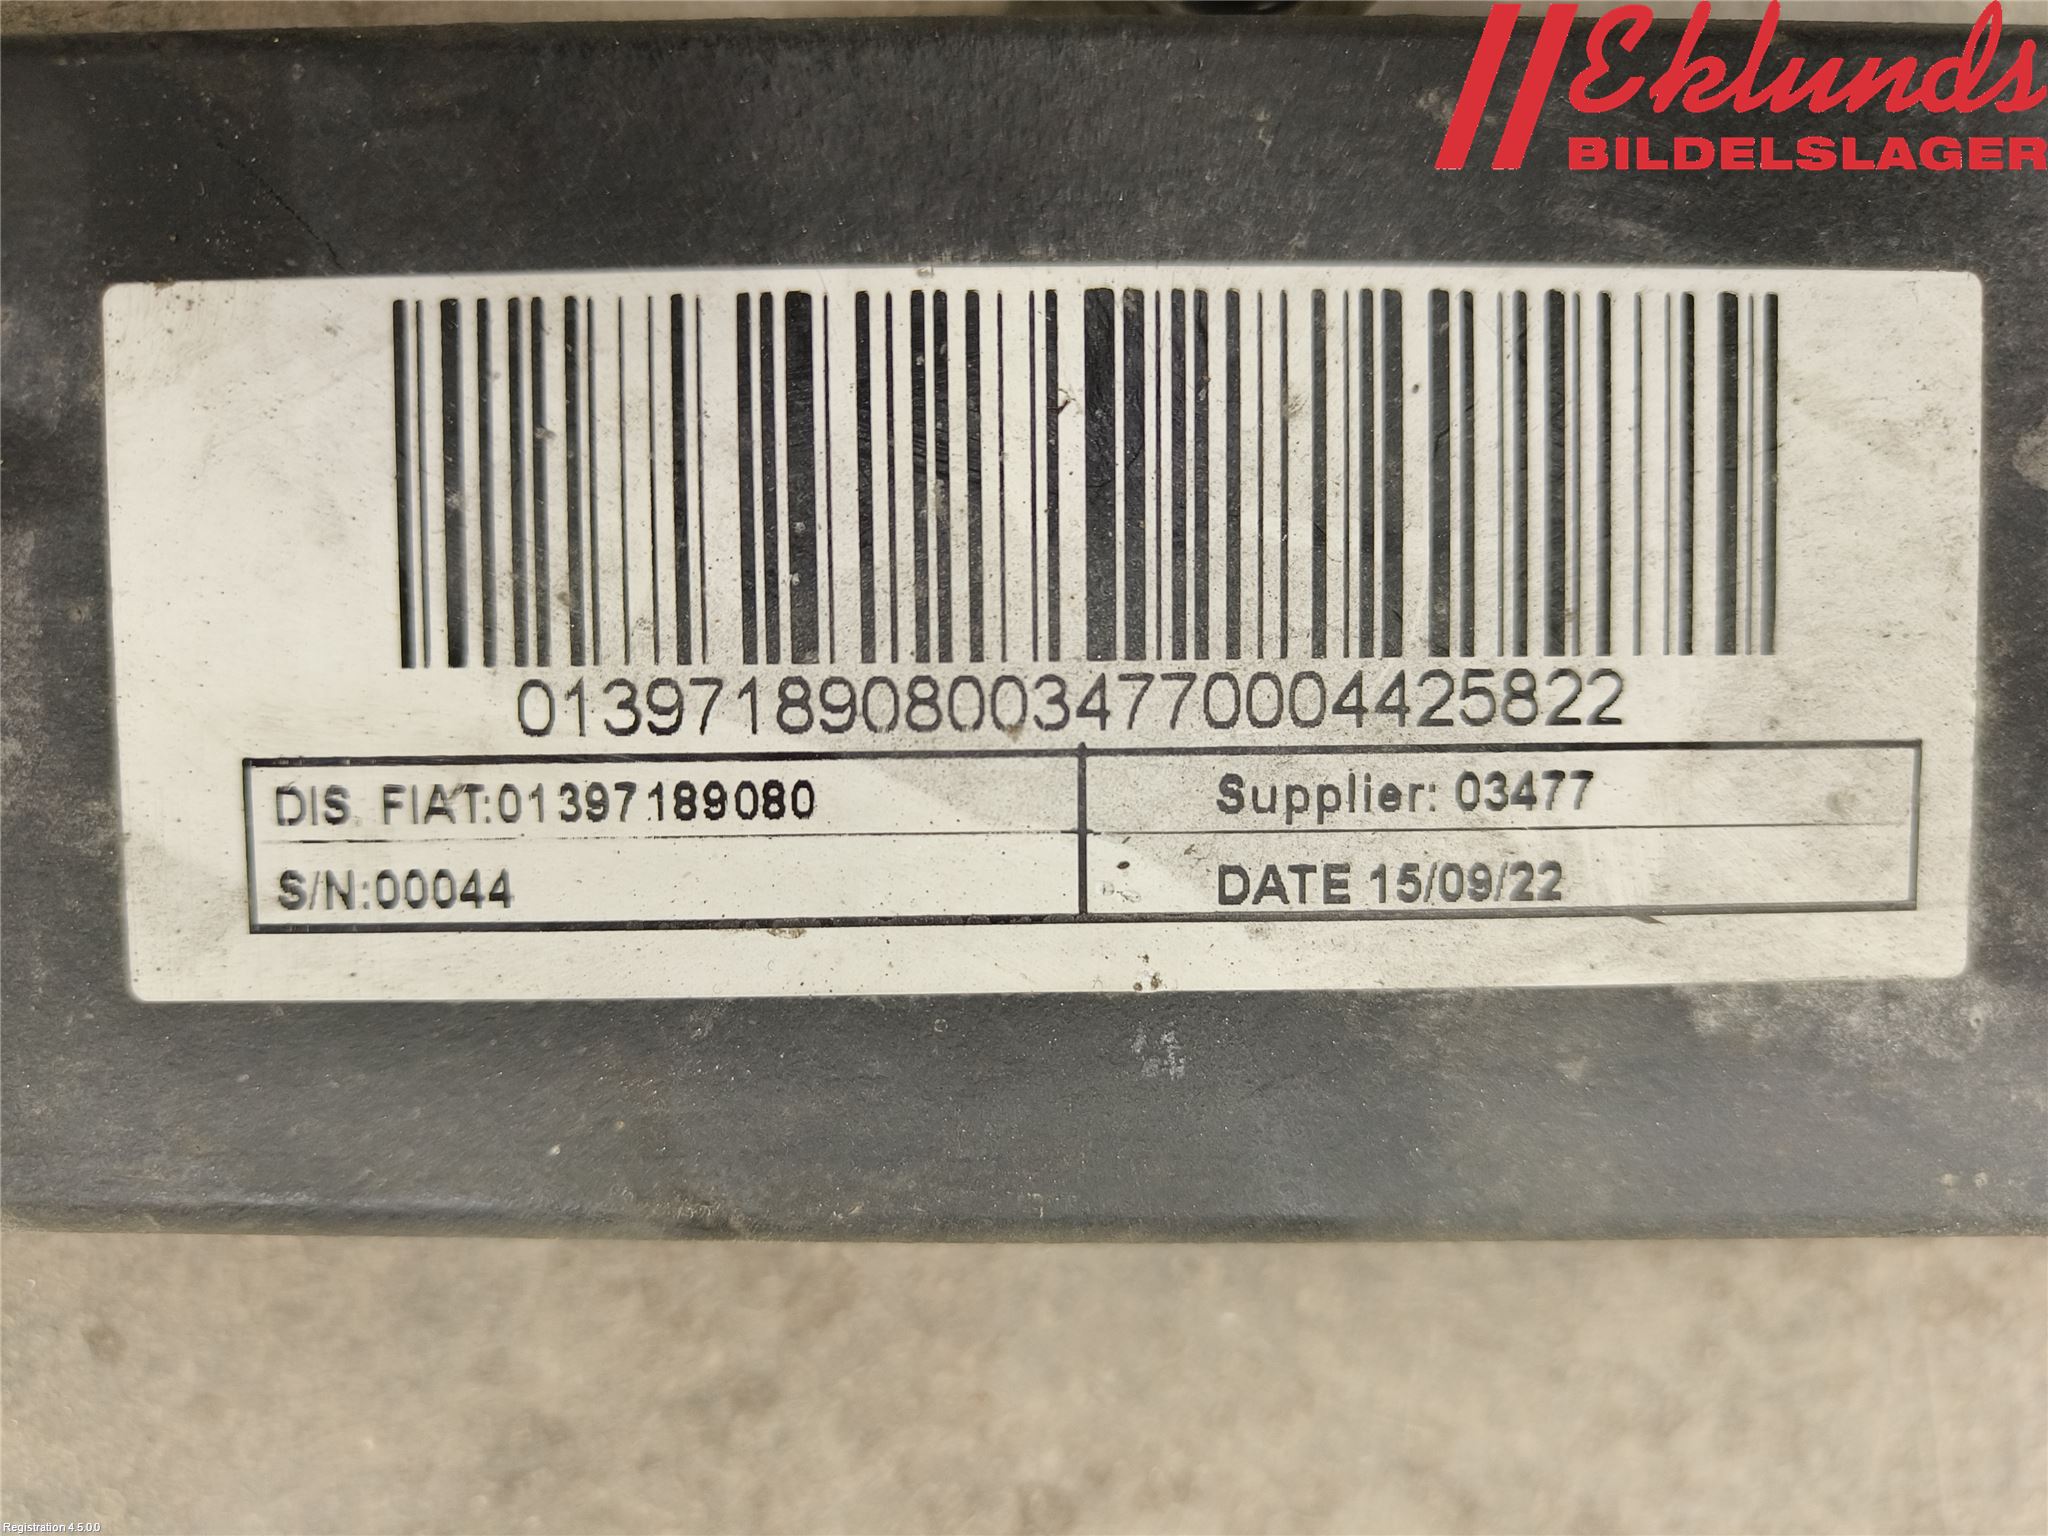 Eklunds
BILDELSLAGER
01397189080034770004425822
DIS. FIAT:01397189080
Supplier: 03477
S/N:00044
DATE 15/09/22
Registration 4.5.0.0